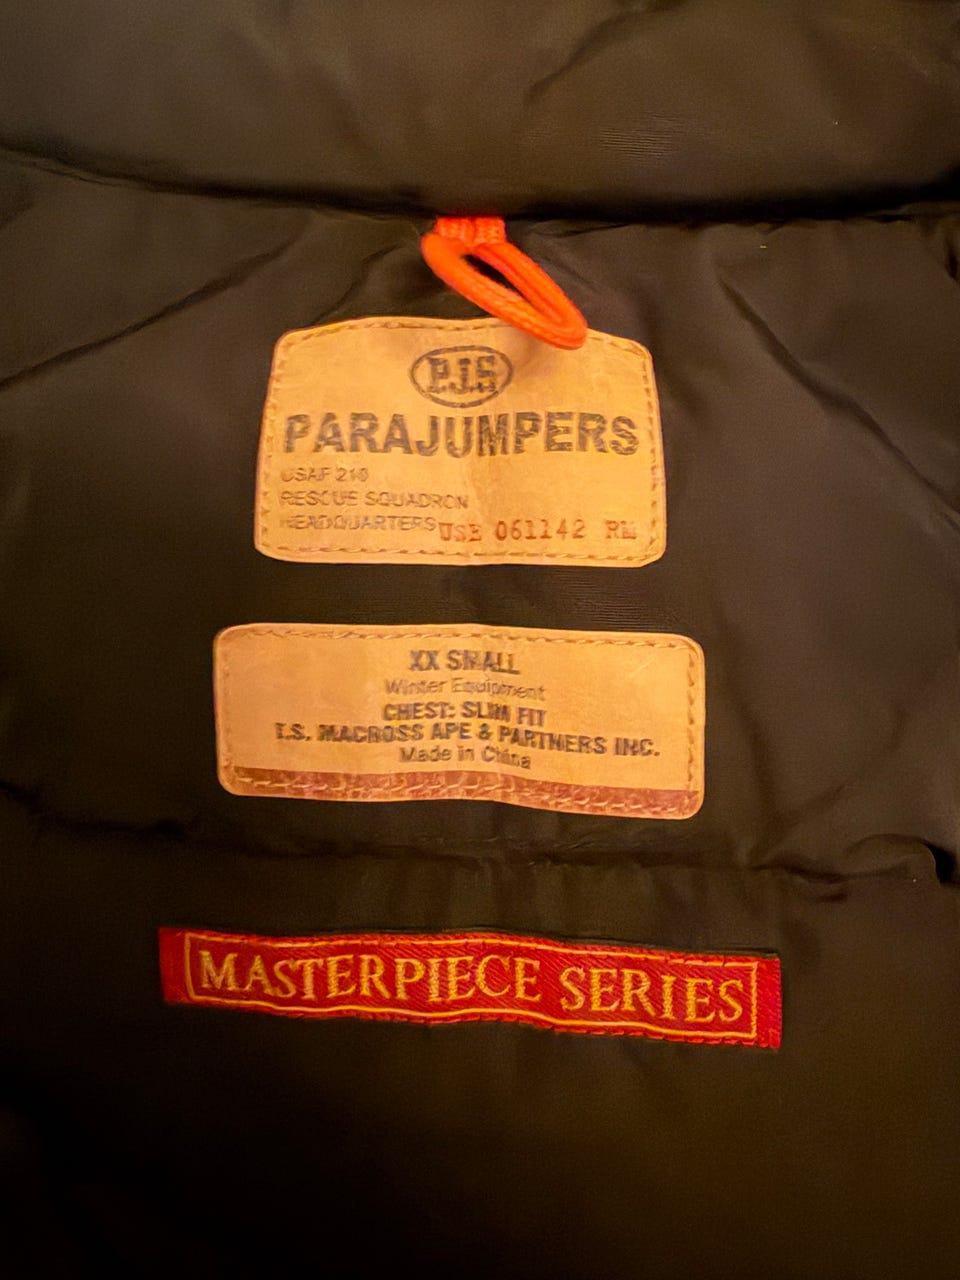 P.J.S
PARAJUMPERS
USAF 210
RESCUE SQUADRON
HEADQUARTERS USE 061142 RM
XX SMALL
Winter Equipment
CHEST: SLIM FIT
T.S. MACROSS APE & PARTNERS INC.
Made in China
MASTERPIECE SERIES